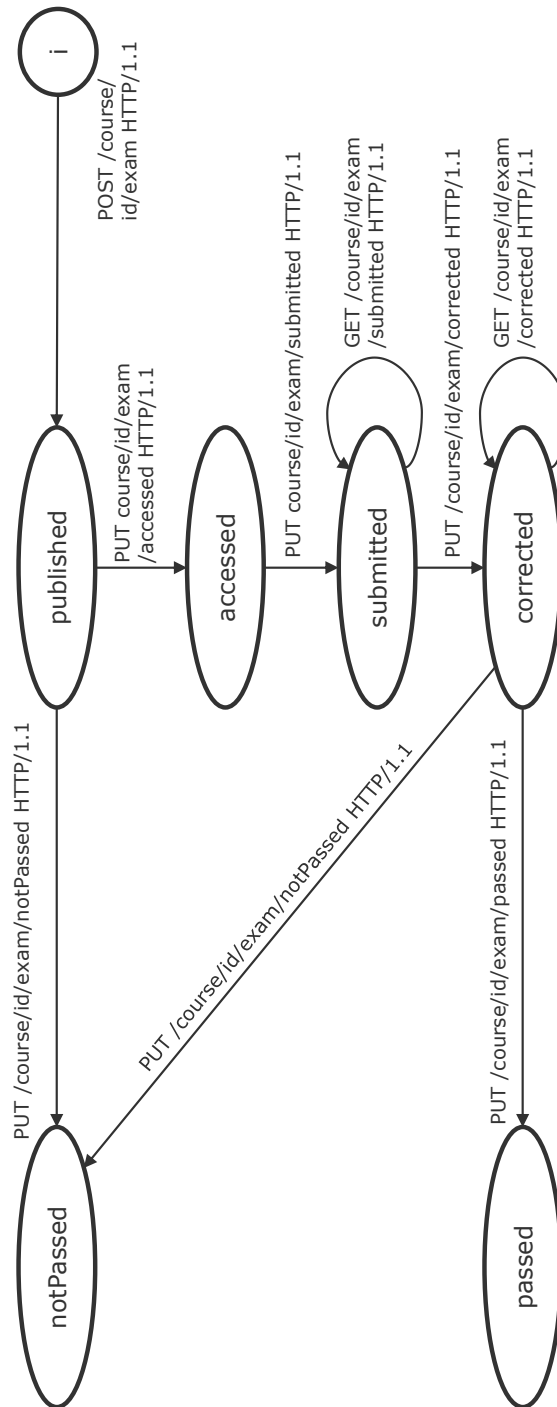 PUT /course/id/exam/notPassed HTTP/1.1
notPassed
published
i
POST /course/
id/exam HTTP/1.1
PUT course/id/exam
/accessed HTTP/1.1
accessed
PUT /course/id/exam/notPassed HTTP/1.1
PUT course/id/exam/submitted HTTP/1.1
submitted
GET /course/id/exam
/submitted HTTP/1.1
PUT /course/id/exam/corrected HTTP/1.1
PUT /course/id/exam/passed HTTP/1.1
passed
corrected
GET /course/id/exam
/corrected HTTP/1.1